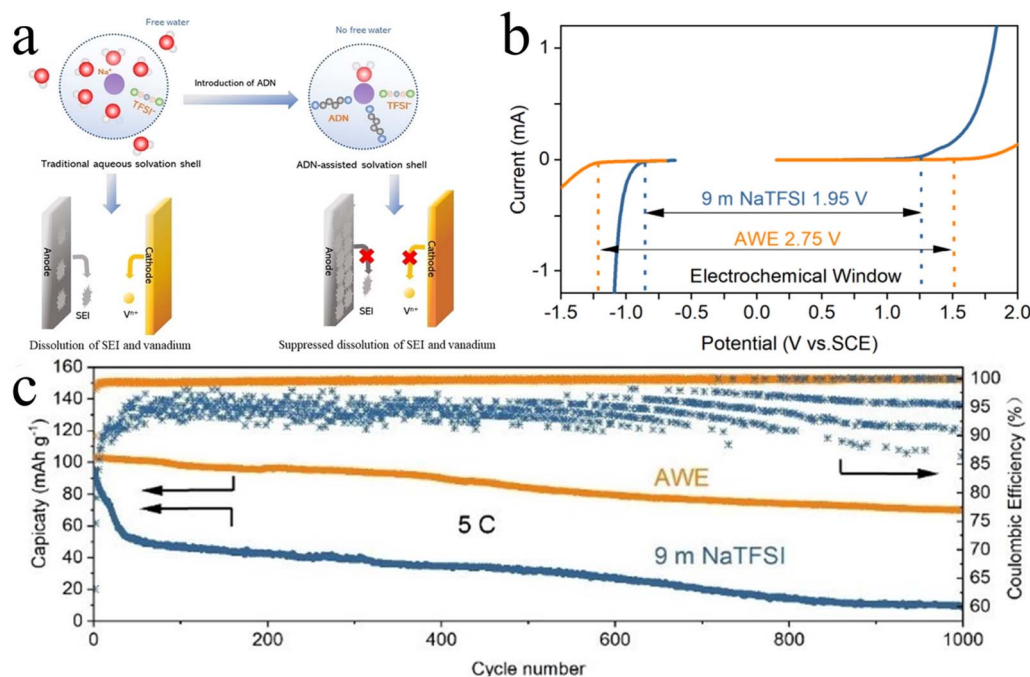 a
Free water
No free water
Na⁺
TFSI⁻
Introduction of ADN
ADN
TFSI⁻
Traditional aqueous solvation shell
ADN-assisted solvation shell
Anode
SEI
Vⁿ⁺
Cathode
Anode
SEI
Vⁿ⁺
Cathode
Dissolution of SEI and vanadium
Suppressed dissolution of SEI and vanadium
b
Current (mA)
1
0
-1
9 m NaTFSI 1.95 V
AWE 2.75 V
Electrochemical Window
-1.5 -1.0 -0.5 0.0 0.5 1.0 1.5 2.0
Potential (V vs.SCE)
c
Capicaty (mAh g⁻¹)
160
140
120
100
80
60
40
20
0
AWE
5 C
9 m NaTFSI
100
95
90
85
80
75
70
65
60
Coulombic Efficiency (%)
0 200 400 600 800 1000
Cycle number